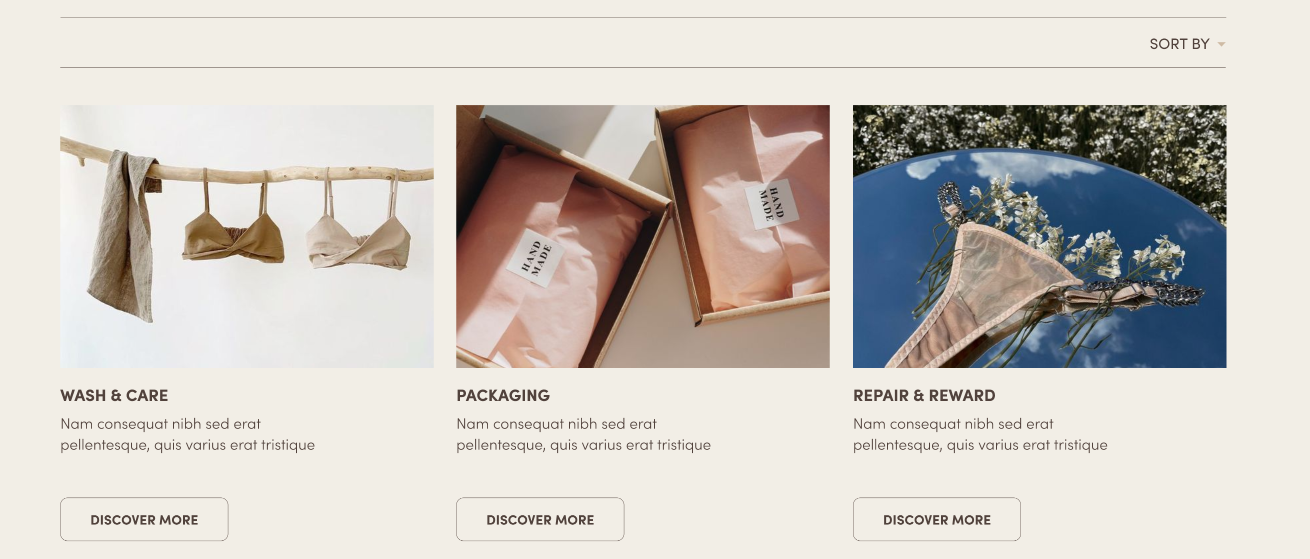 SORT BY
HAND
MADE
HAND
MADE
WASH & CARE
Nam consequat nibh sed erat
pellentesque, quis varius erat tristique
DISCOVER MORE
PACKAGING
Nam consequat nibh sed erat
pellentesque, quis varius erat tristique
DISCOVER MORE
REPAIR & REWARD
Nam consequat nibh sed erat
pellentesque, quis varius erat tristique
DISCOVER MORE